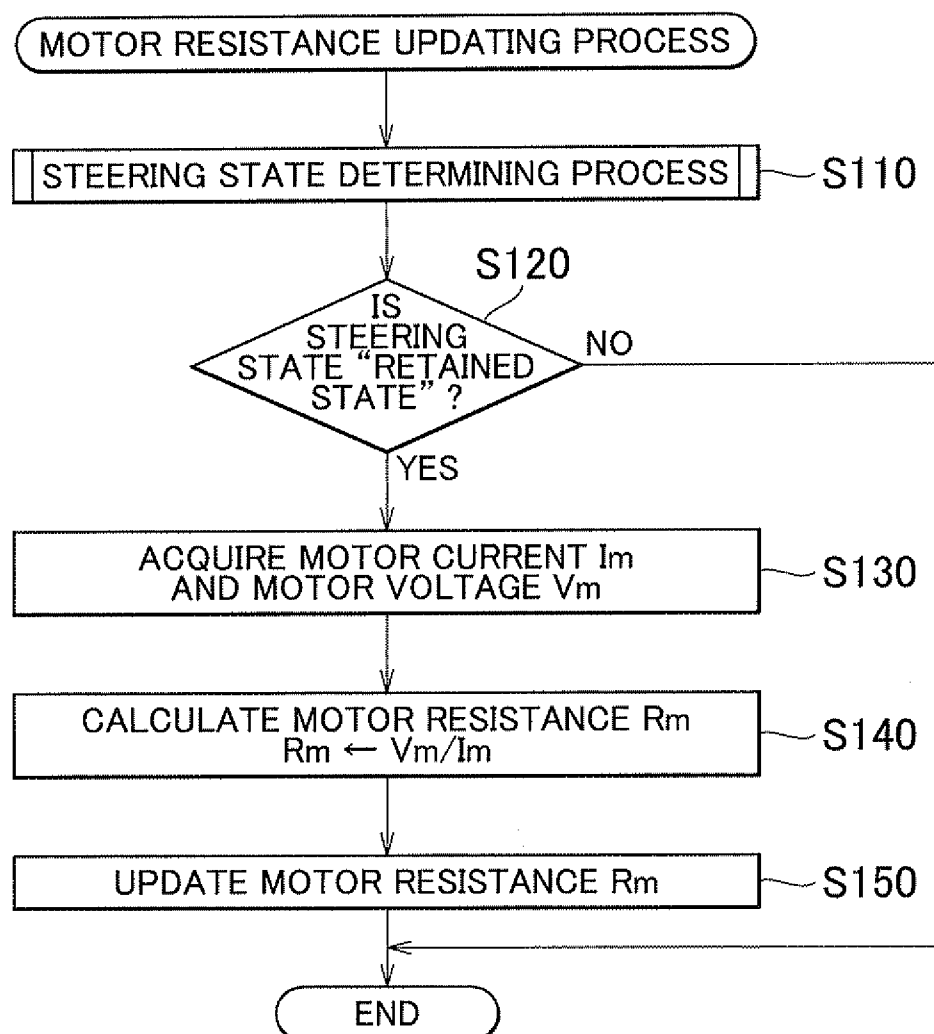 MOTOR RESISTANCE UPDATING PROCESS
STEERING STATE DETERMINING PROCESS
S110
S120
IS
STEERING
STATE “RETAINED
STATE” ?
NO
YES
ACQUIRE MOTOR CURRENT Im
AND MOTOR VOLTAGE Vm
S130
CALCULATE MOTOR RESISTANCE Rm
Rm ← Vm/Im
S140
UPDATE MOTOR RESISTANCE Rm
S150
END